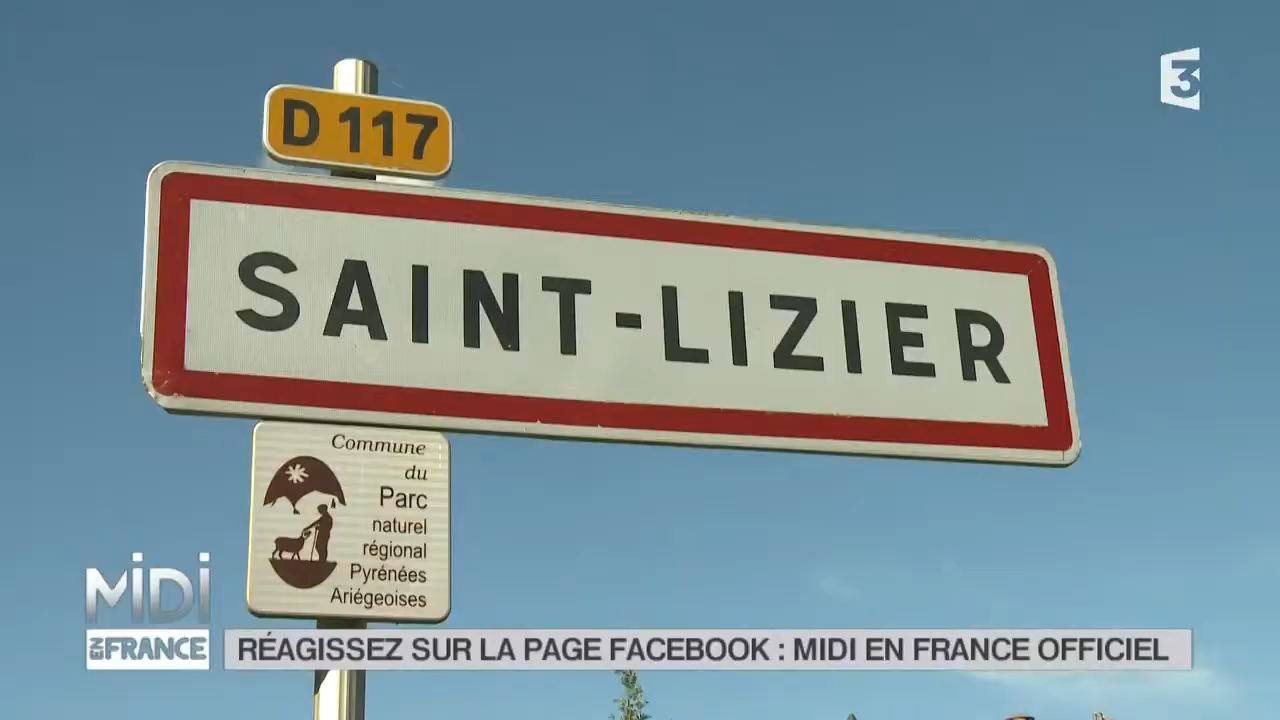 3
D 117
SAINT-LIZIER
Commune
du
Parc
naturel
régional
Pyrénées
Ariégeoises
MiDi
EN FRANCE
RÉAGISSEZ SUR LA PAGE FACEBOOK : MIDI EN FRANCE OFFICIEL